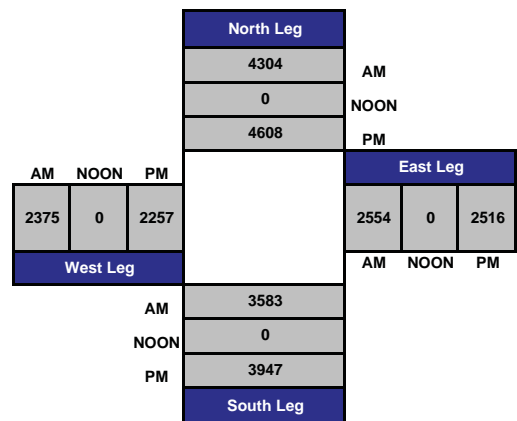 North Leg
4304
AM
0
NOON
4608
PM
AM NOON PM
East Leg
2375 0 2257
2554 0 2516
West Leg
AM NOON PM
AM
3583
NOON
0
PM
3947
South Leg